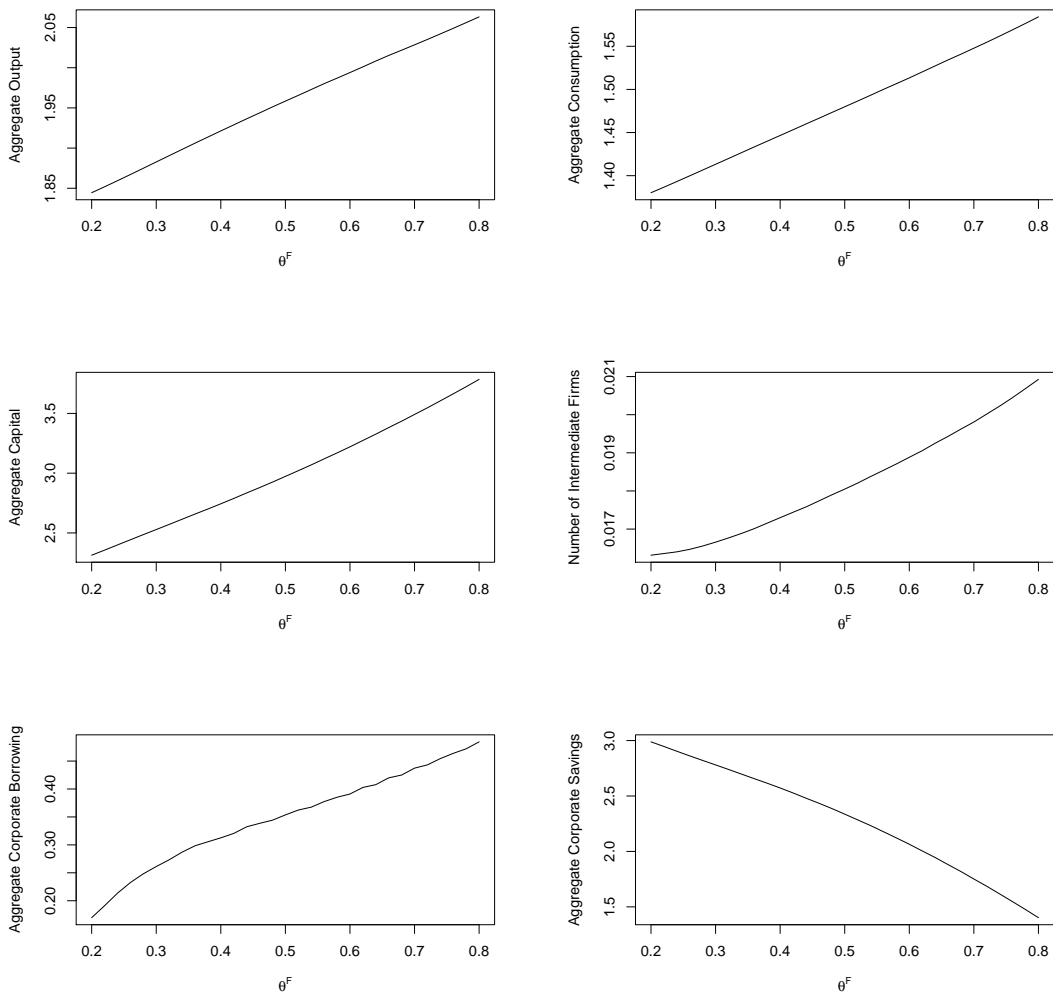 Aggregate Output
1.85 1.95 2.05
0.2 0.3 0.4 0.5 0.6 0.7 0.8
θF
Aggregate Consumption
1.40 1.45 1.50 1.55
0.2 0.3 0.4 0.5 0.6 0.7 0.8
θF
Aggregate Capital
2.5 3.0 3.5
0.2 0.3 0.4 0.5 0.6 0.7 0.8
θF
Number of Intermediate Firms
0.017 0.019 0.021
0.2 0.3 0.4 0.5 0.6 0.7 0.8
θF
Aggregate Corporate Borrowing
0.20 0.30 0.40
0.2 0.3 0.4 0.5 0.6 0.7 0.8
θF
Aggregate Corporate Savings
1.5 2.0 2.5 3.0
0.2 0.3 0.4 0.5 0.6 0.7 0.8
θF